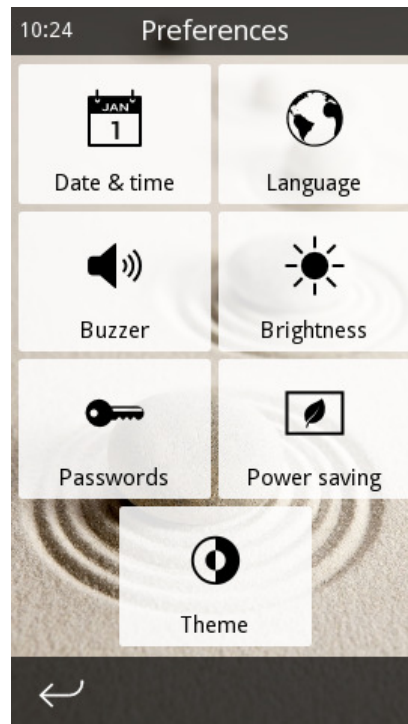 10:24 Preferences
JAN
1
Date & time
Language
Buzzer
Brightness
Passwords
Power saving
Theme